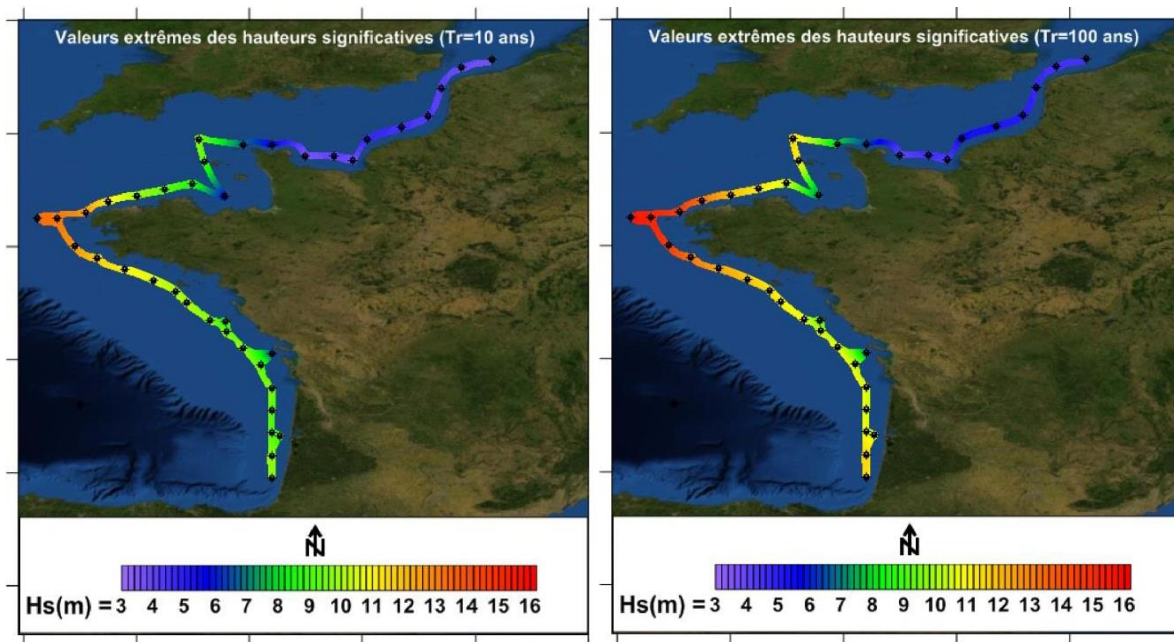 Valeurs extrêmes des hauteurs significatives (Tr=10 ans)
N
Hs(m) = 3 4 5 6 7 8 9 10 11 12 13 14 15 16
Valeurs extrêmes des hauteurs significatives (Tr=100 ans)
N
Hs(m) = 3 4 5 6 7 8 9 10 11 12 13 14 15 16